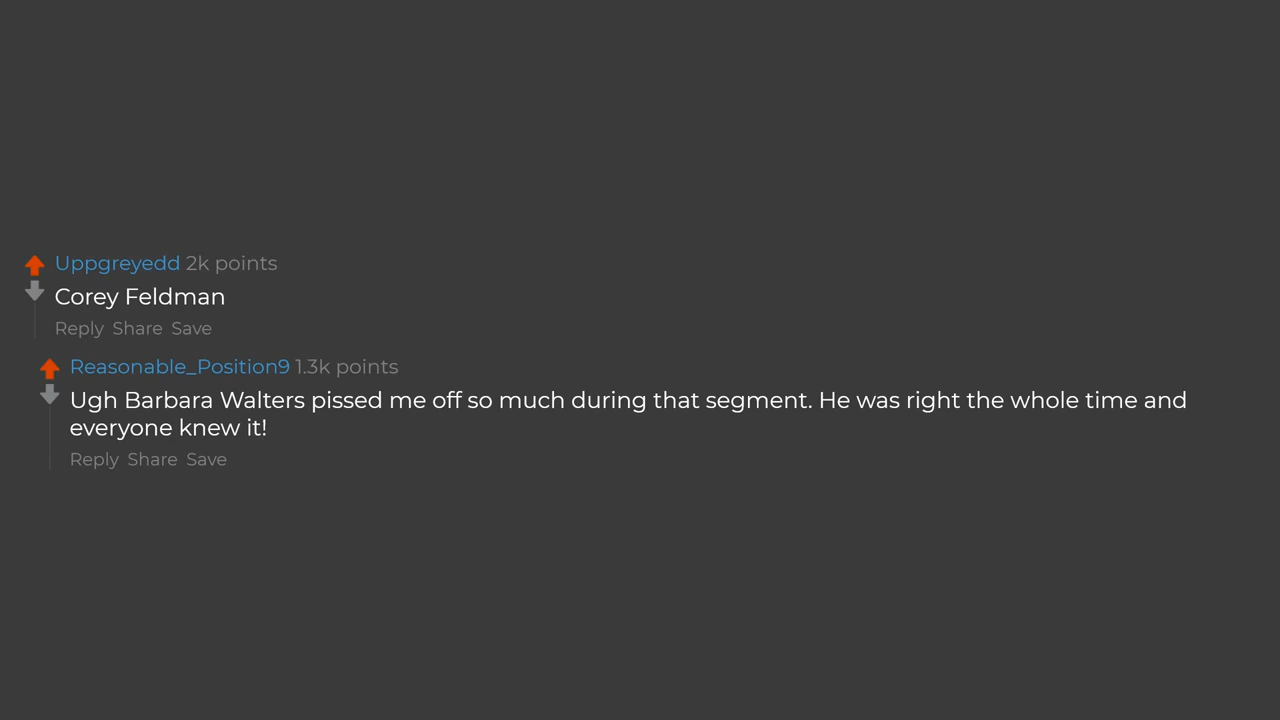 Uppgreyedd 2k points
Corey Feldman
Reply Share Save
Reasonable_Position9 1.3k points
Ugh Barbara Walters pissed me off so much during that segment. He was right the whole time and
everyone knew it!
Reply Share Save